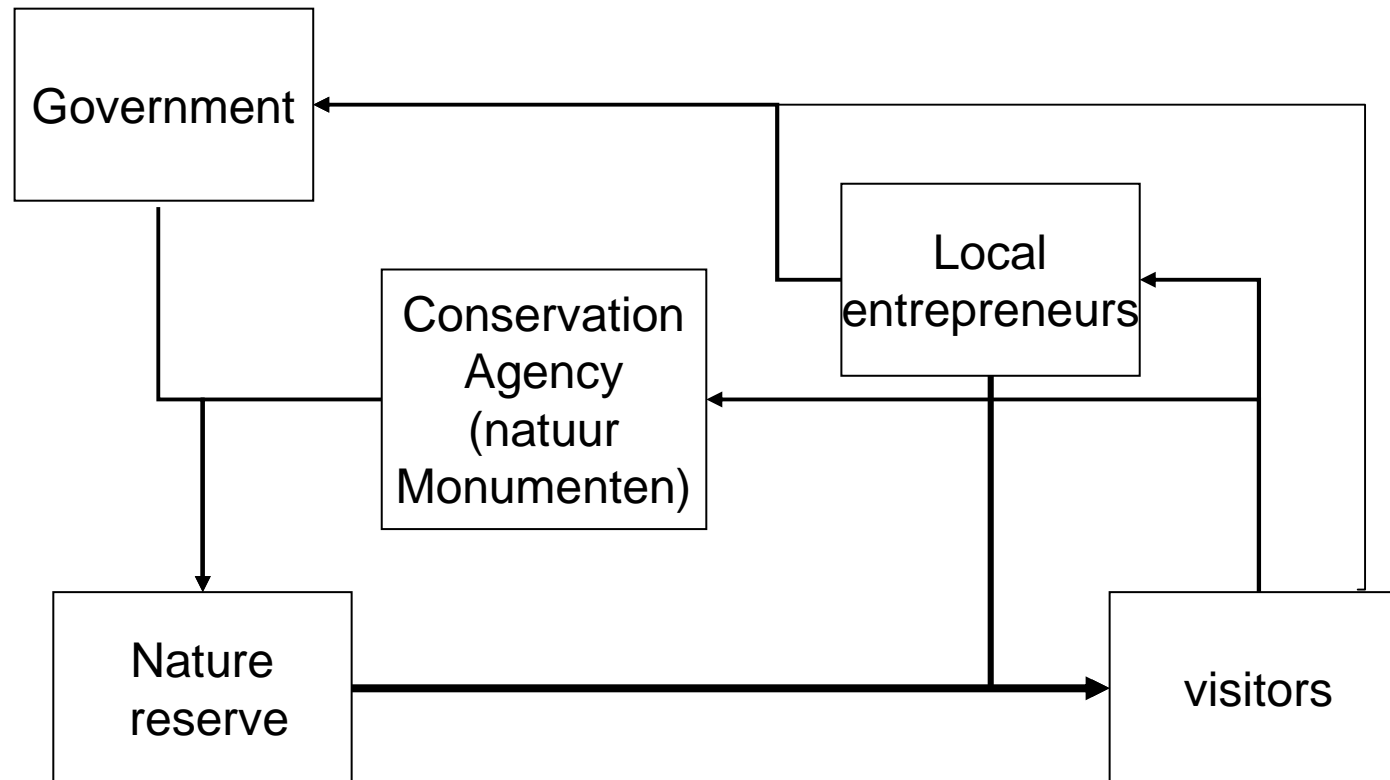 Government
Local
entrepreneurs
Conservation
Agency
(natuur
Monumenten)
Nature
reserve
visitors